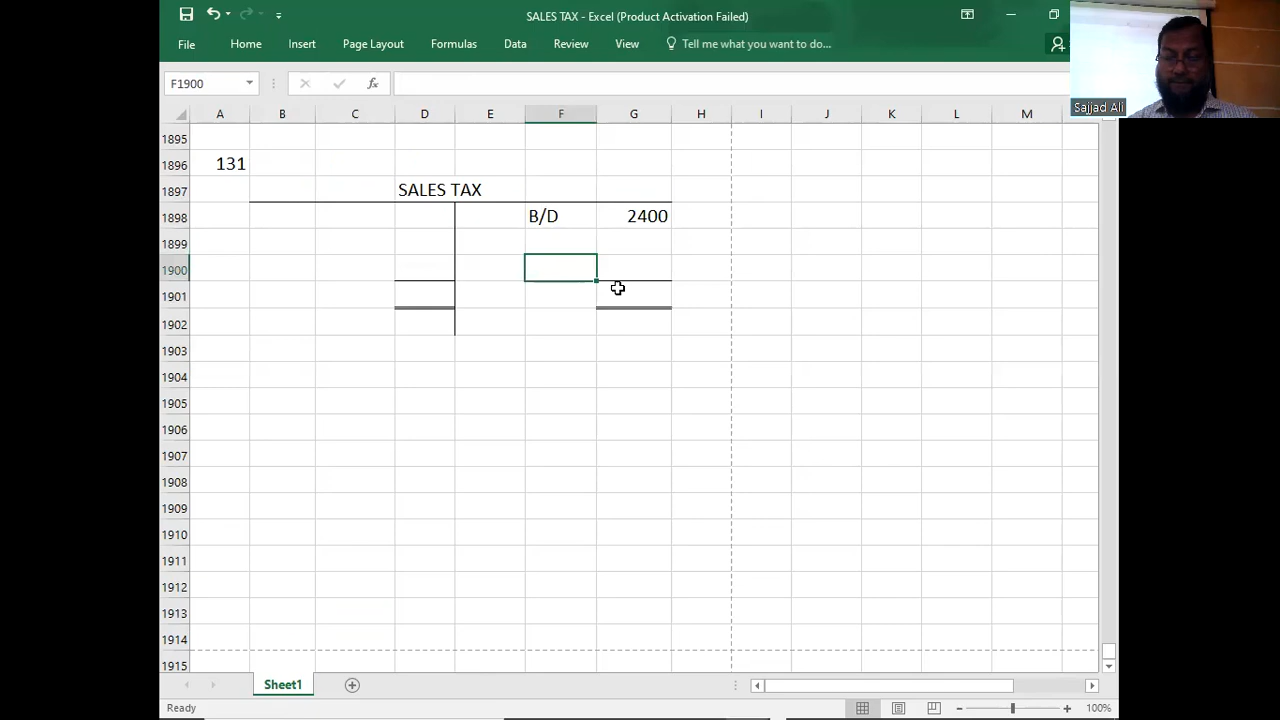 SALES TAX - Excel (Product Activation Failed)
File Home Insert Page Layout Formulas Data Review View Tell me what you want to do...
Sajjad Ali
F1900 fx
A B C D E F G H I J K L M
1895
1896 131
1897 SALES TAX
1898 B/D 2400
1899
1900
1901
1902
1903
1904
1905
1906
1907
1908
1909
1910
1911
1912
1913
1914
1915
Sheet1
Ready 100%